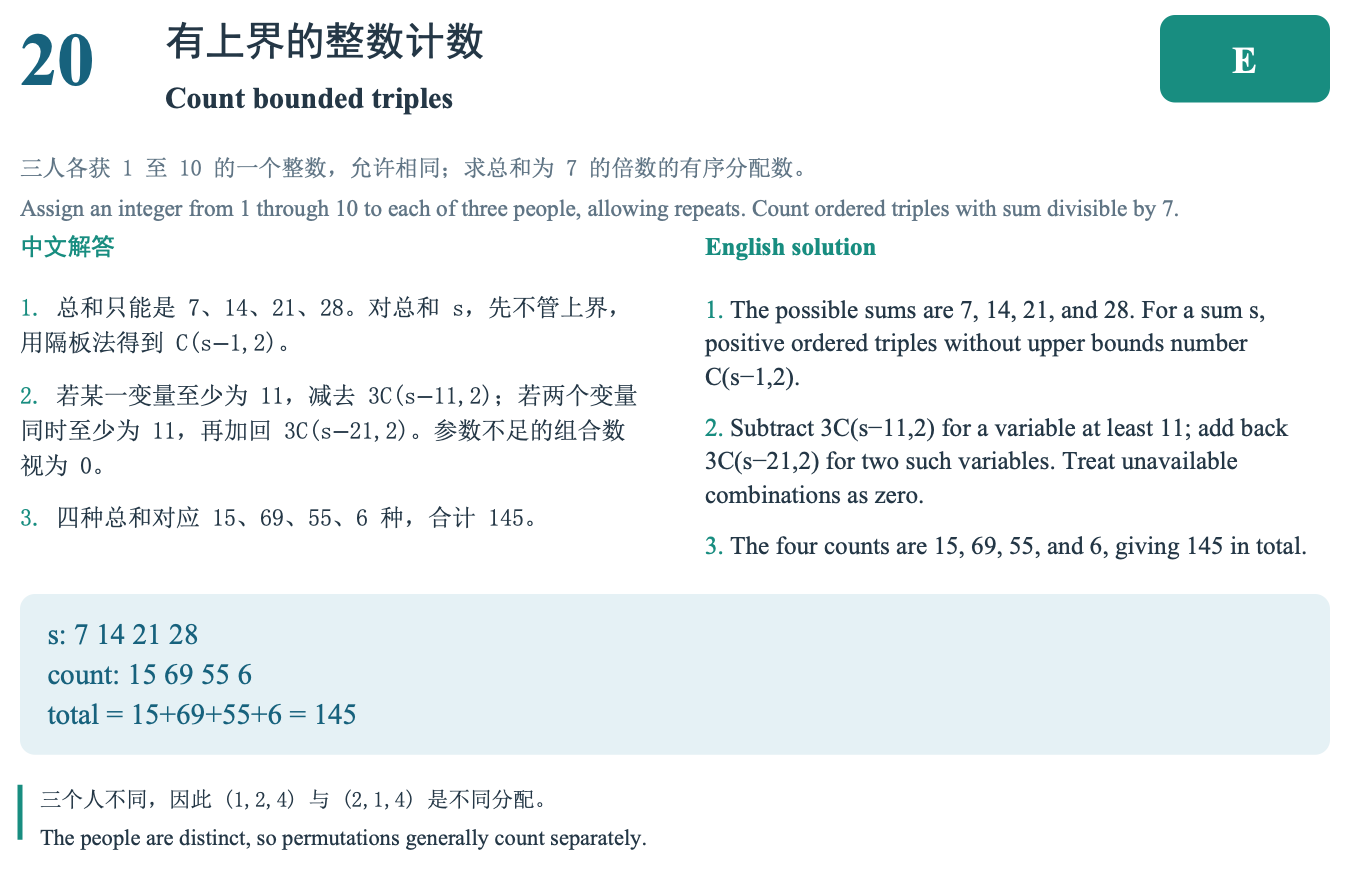 20
有上界的整数计数
Count bounded triples
E
三人各获 1 至 10 的一个整数，允许相同；求总和为 7 的倍数的有序分配数。
Assign an integer from 1 through 10 to each of three people, allowing repeats. Count ordered triples with sum divisible by 7.
中文解答
1. 总和只能是 7、14、21、28。对总和 s，先不管上界，
用隔板法得到 C(s−1,2)。
2. 若某一变量至少为 11，减去 3C(s−11,2)；若两个变量
同时至少为 11，再加回 3C(s−21,2)。参数不足的组合数
视为 0。
3. 四种总和对应 15、69、55、6 种，合计 145。
English solution
1. The possible sums are 7, 14, 21, and 28. For a sum s,
positive ordered triples without upper bounds number
C(s−1,2).
2. Subtract 3C(s−11,2) for a variable at least 11; add back
3C(s−21,2) for two such variables. Treat unavailable
combinations as zero.
3. The four counts are 15, 69, 55, and 6, giving 145 in total.
s: 7 14 21 28
count: 15 69 55 6
total = 15+69+55+6 = 145
三个人不同，因此 (1,2,4) 与 (2,1,4) 是不同分配。
The people are distinct, so permutations generally count separately.